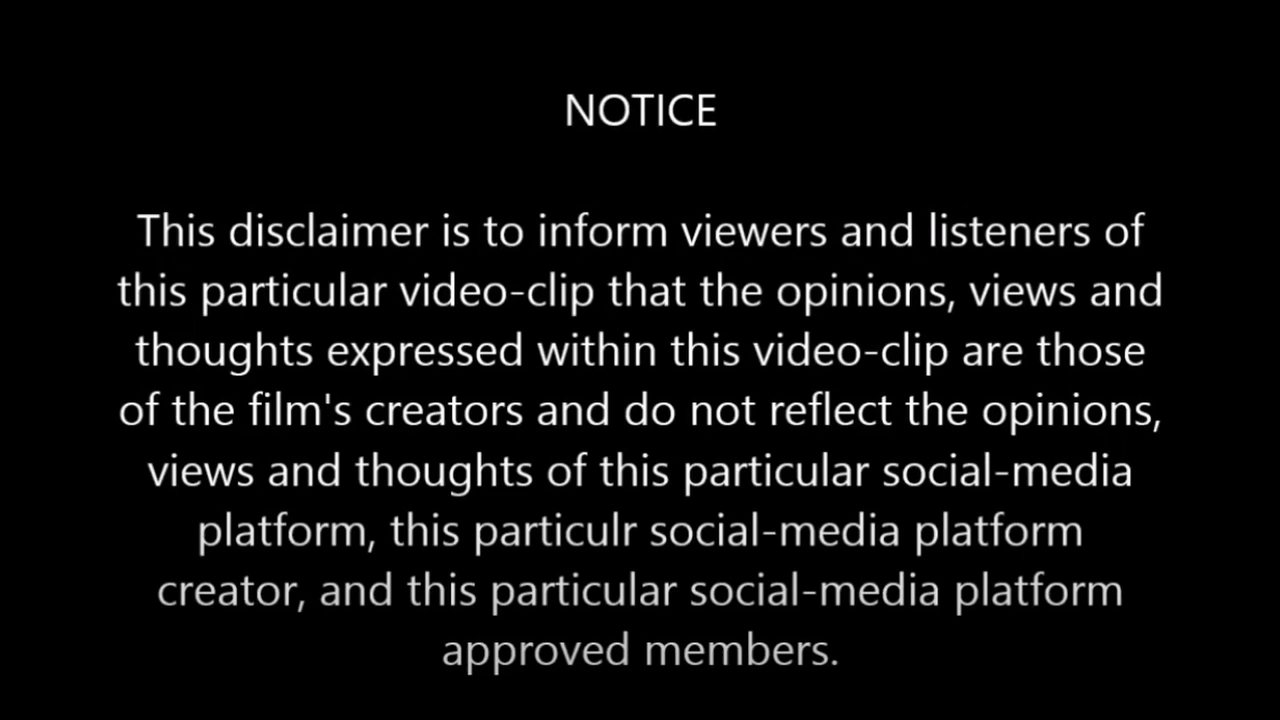 NOTICE
This disclaimer is to inform viewers and listeners of
this particular video-clip that the opinions, views and
thoughts expressed within this video-clip are those
of the film's creators and do not reflect the opinions,
views and thoughts of this particular social-media
platform, this particulr social-media platform
creator, and this particular social-media platform
approved members.